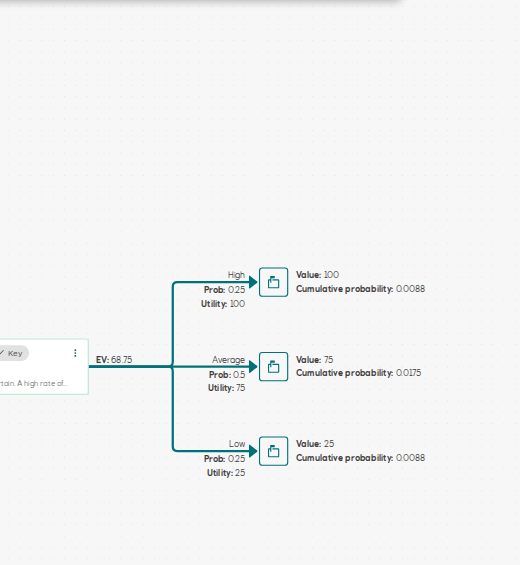 High
Prob: 0.25
Utility: 100
Value: 100
Cumulative probability: 0.0088
Key
EV: 68.75
rtain. A high rate of..
Average
Prob: 0.5
Utility: 75
Value: 75
Cumulative probability: 0.0175
Low
Prob: 0.25
Utility: 25
Value: 25
Cumulative probability: 0.0088